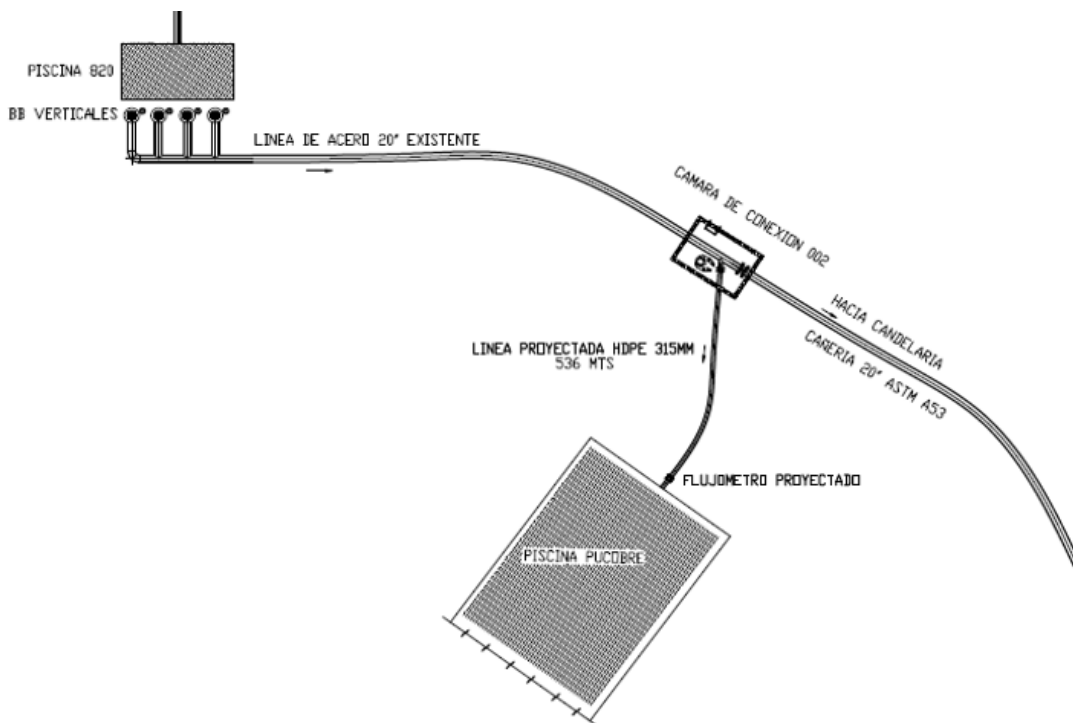 PISCINA 820
BB VERTICALES
LINEA DE ACERO 20" EXISTENTE
CAMARA DE CONEXION 002
HACIA CANDELARIA
CAÑERIA 20" ASTM A53
LINEA PROYECTADA HDPE 315MM
536 MTS
FLUJOMETRO PROYECTADO
PISCINA PUCOBRE